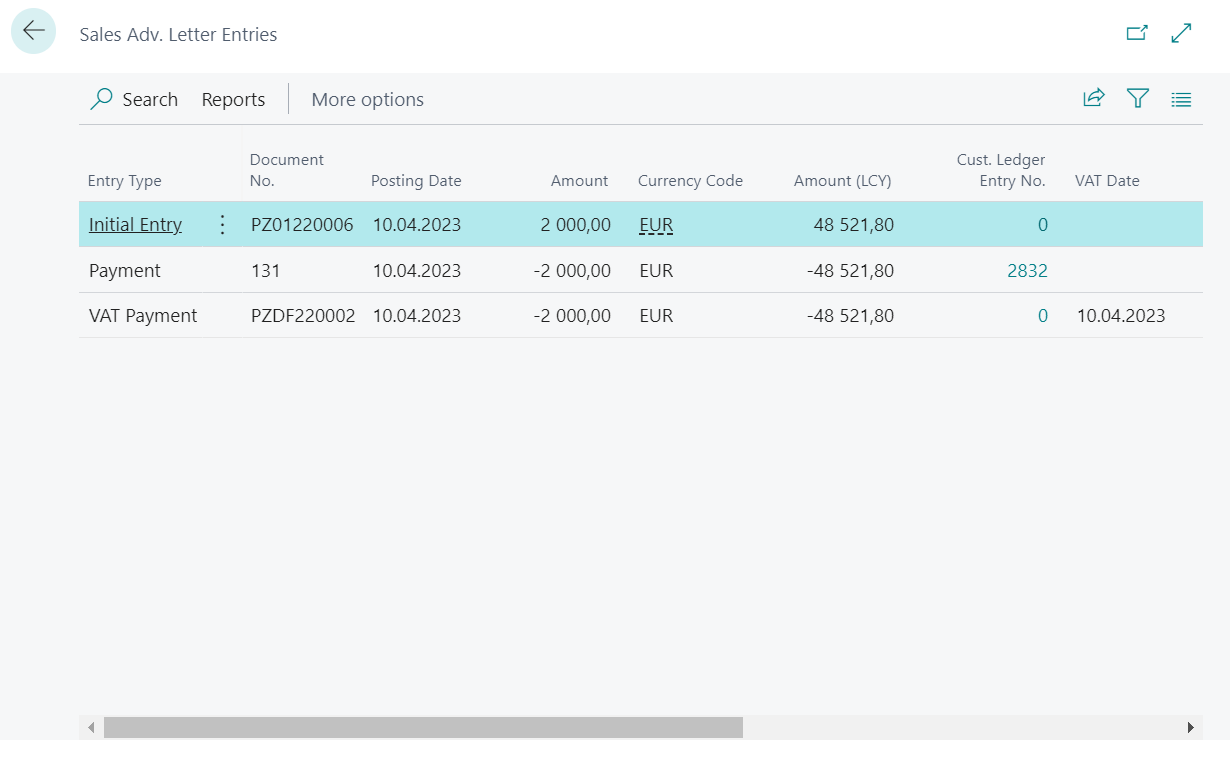 Sales Adv. Letter Entries
Search Reports More options
Document Cust. Ledger
Entry Type No. Posting Date Amount Currency Code Amount (LCY) Entry No. VAT Date
Initial Entry PZ01220006 10.04.2023 2 000,00 EUR 48 521,80 0
Payment 131 10.04.2023 -2 000,00 EUR -48 521,80 2832
VAT Payment PZDF220002 10.04.2023 -2 000,00 EUR -48 521,80 0 10.04.2023